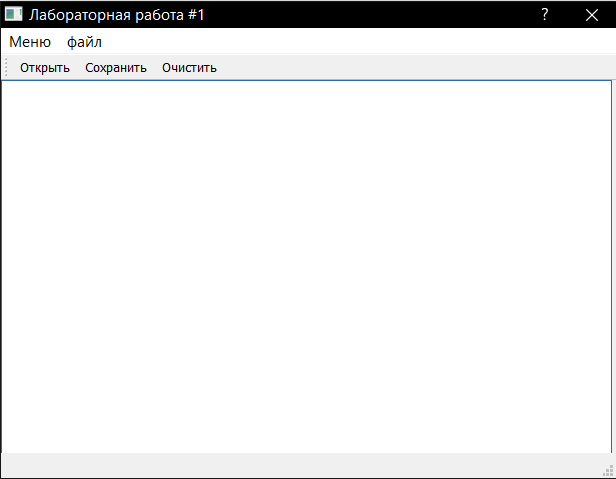 Лабораторная работа #1
Меню файл
Открыть Сохранить Очистить